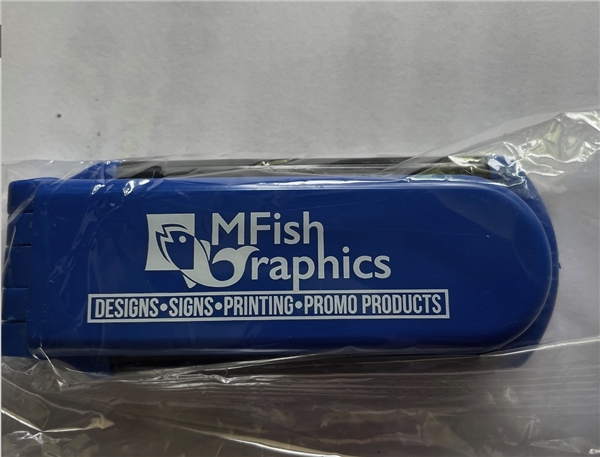 MFish
Graphics
DESIGNS•SIGNS•PRINTING•PROMO PRODUCTS